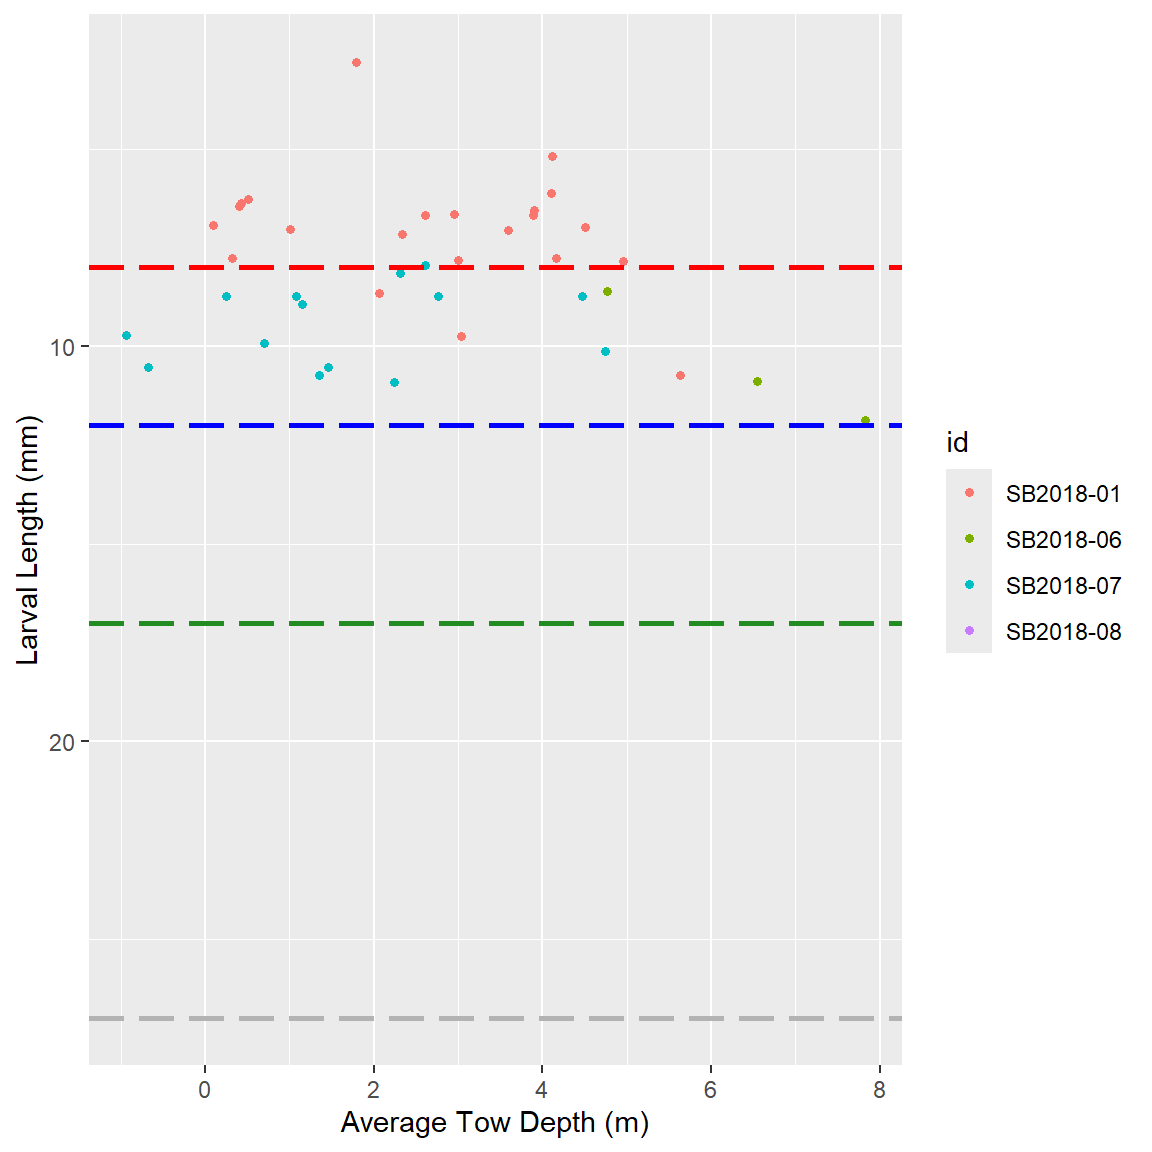 Larval Length (mm)
10
20
0 2 4 6 8
Average Tow Depth (m)
id
SB2018-01
SB2018-06
SB2018-07
SB2018-08